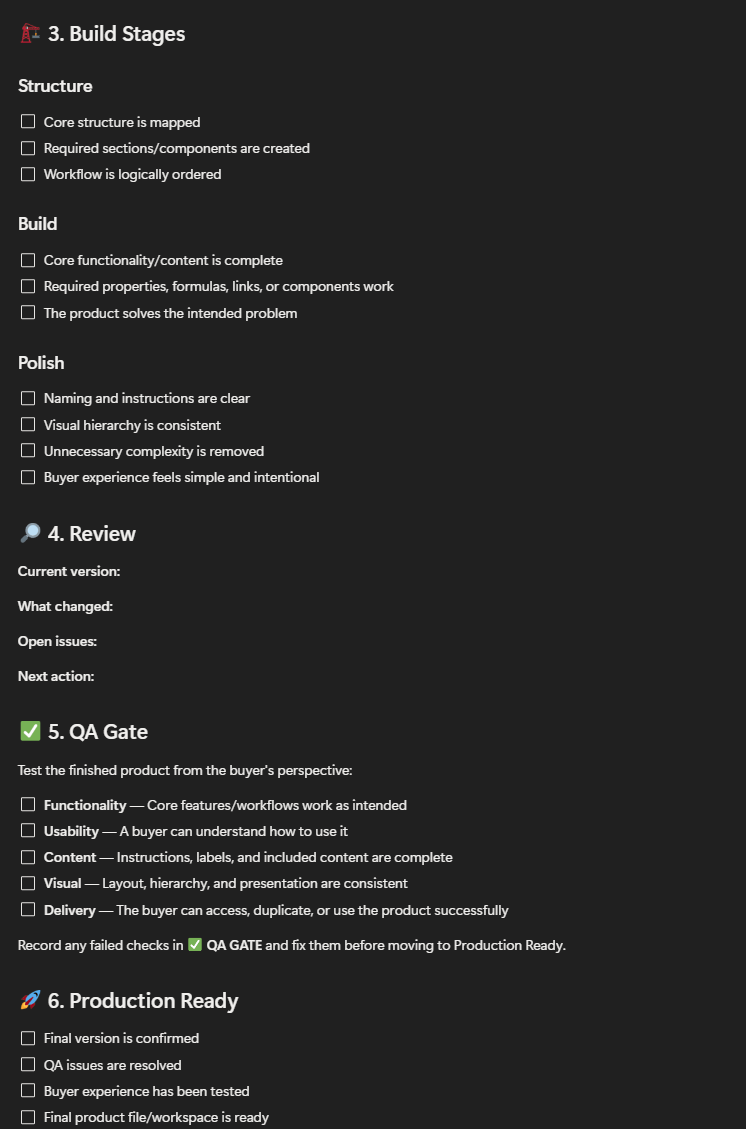 3. Build Stages
Structure
Core structure is mapped
Required sections/components are created
Workflow is logically ordered
Build
Core functionality/content is complete
Required properties, formulas, links, or components work
The product solves the intended problem
Polish
Naming and instructions are clear
Visual hierarchy is consistent
Unnecessary complexity is removed
Buyer experience feels simple and intentional
4. Review
Current version:
What changed:
Open issues:
Next action:
5. QA Gate
Test the finished product from the buyer's perspective:
Functionality — Core features/workflows work as intended
Usability — A buyer can understand how to use it
Content — Instructions, labels, and included content are complete
Visual — Layout, hierarchy, and presentation are consistent
Delivery — The buyer can access, duplicate, or use the product successfully
Record any failed checks in ✅ QA GATE and fix them before moving to Production Ready.
6. Production Ready
Final version is confirmed
QA issues are resolved
Buyer experience has been tested
Final product file/workspace is ready